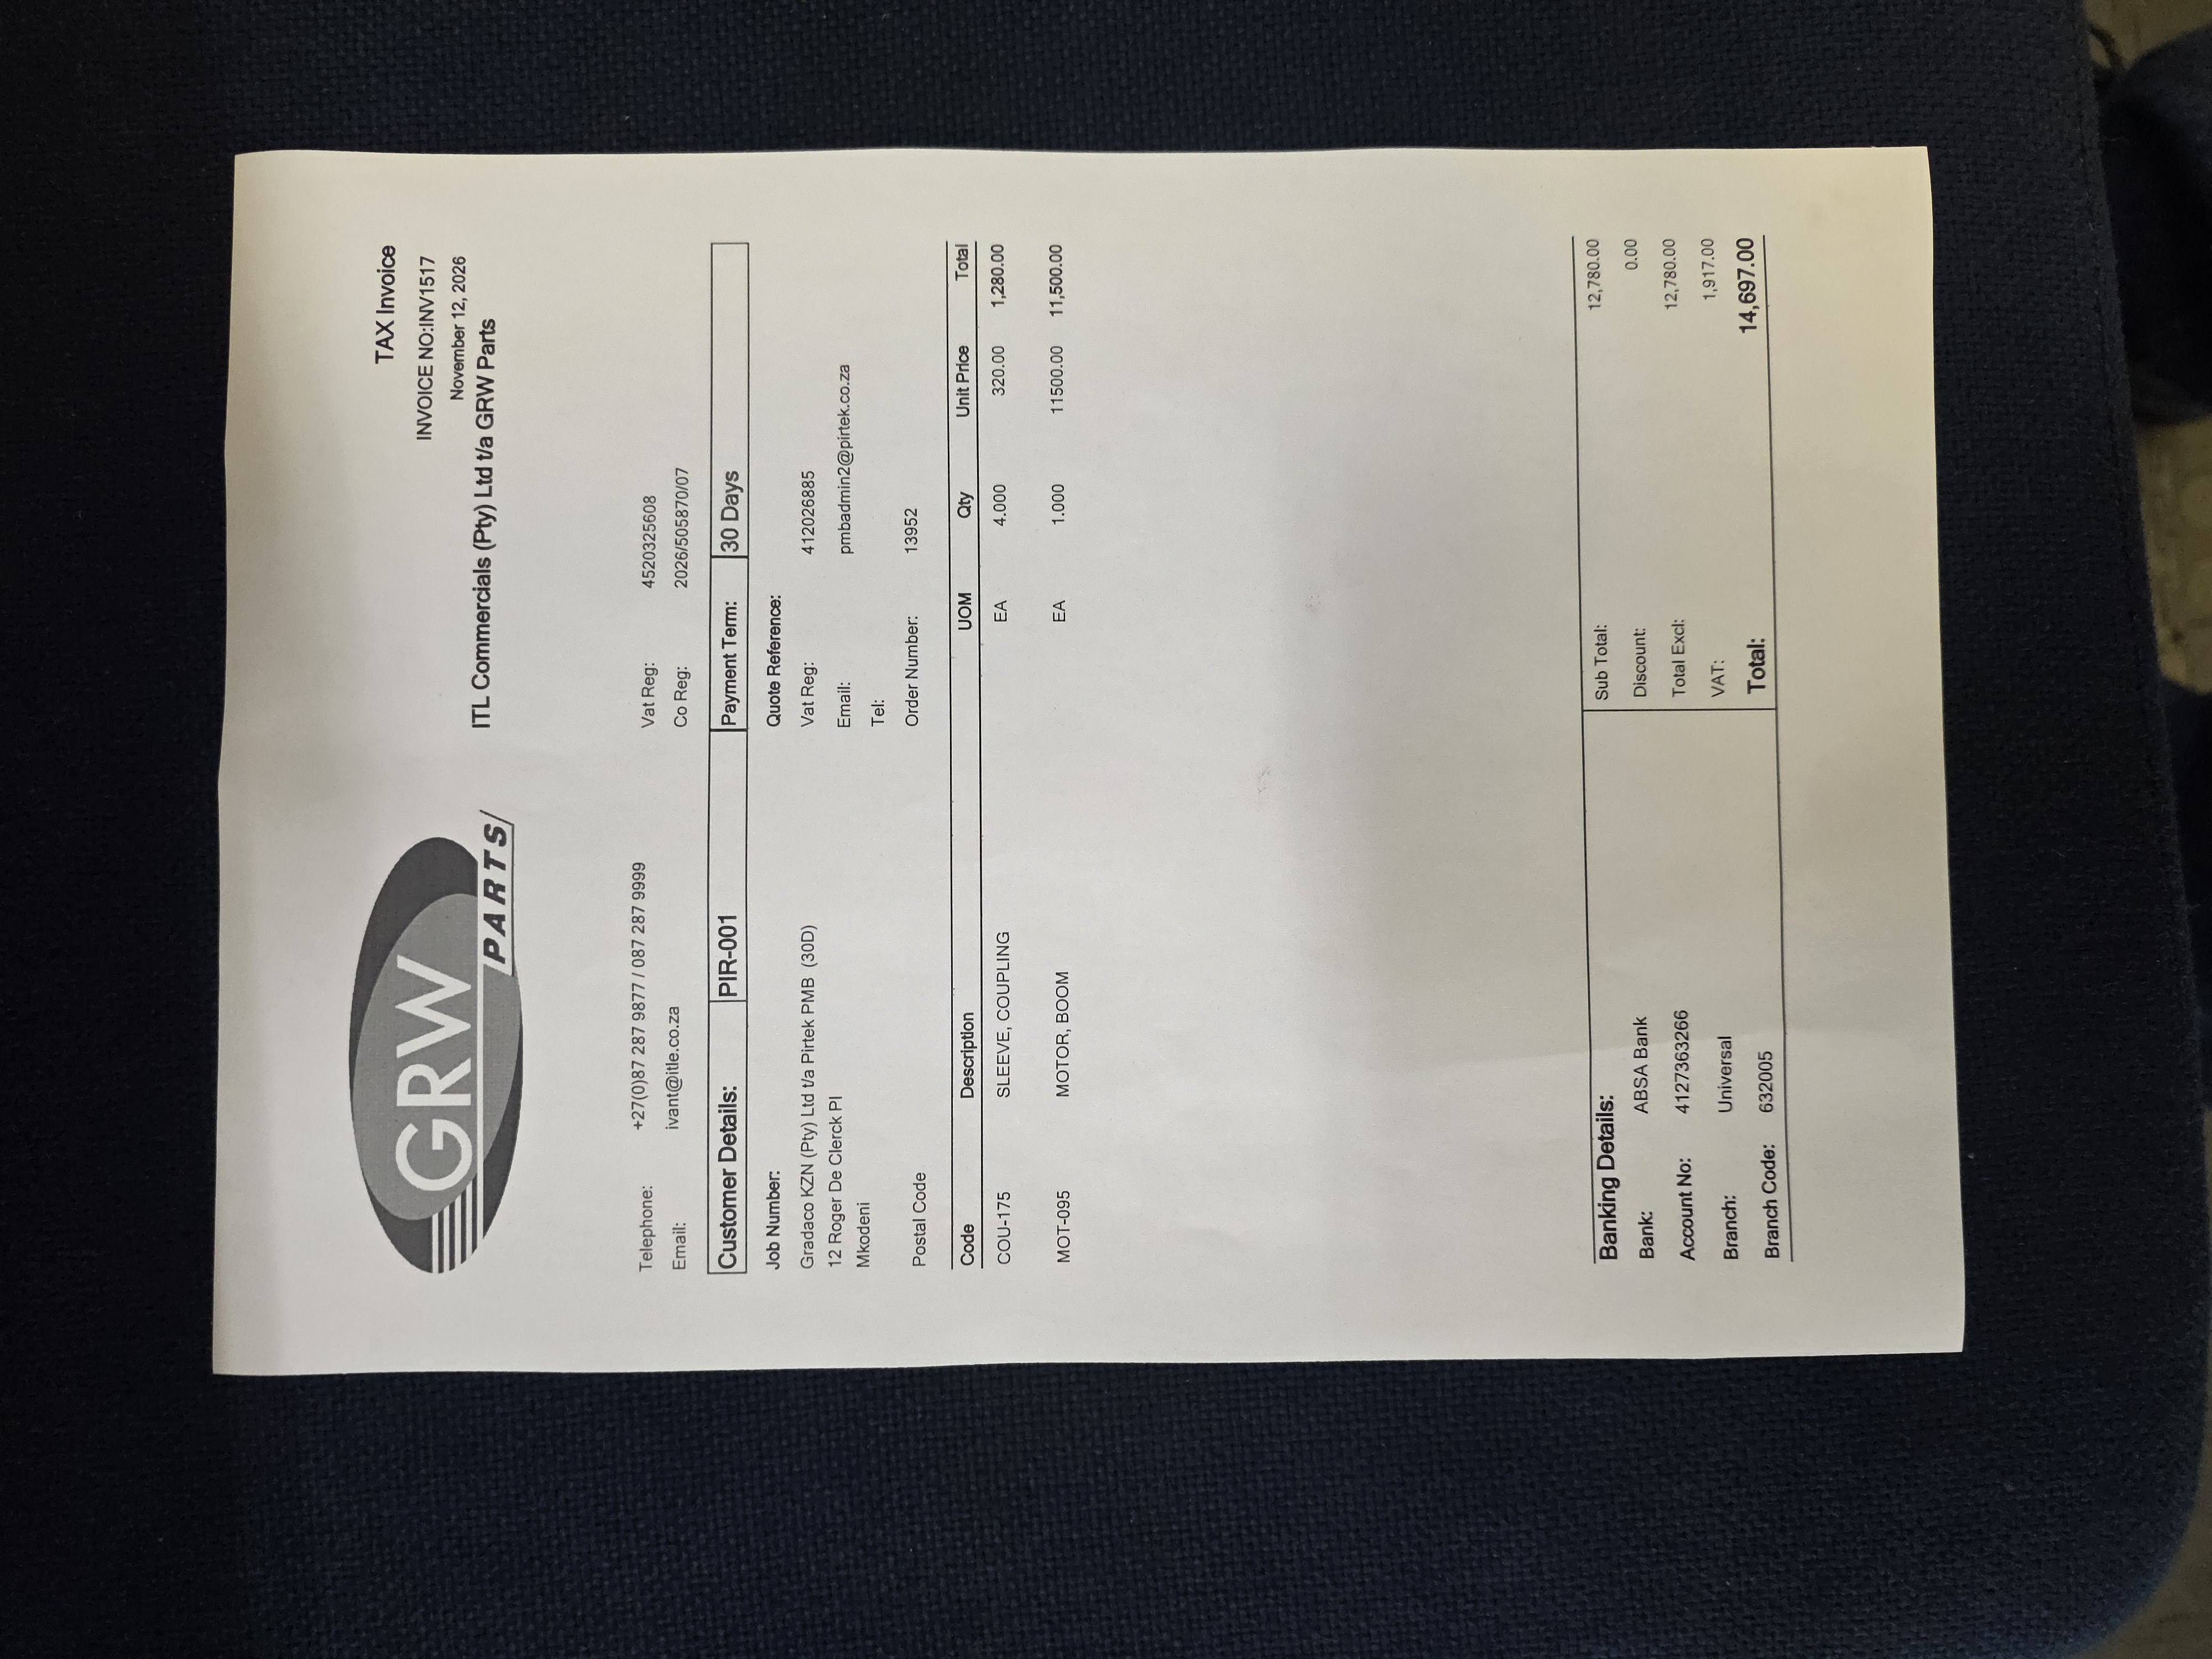 GRW
PARTS
TAX Invoice
INVOICE NO:INV1517
November 12, 2026
ITL Commercials (Pty) Ltd t/a GRW Parts
Telephone: +27(0)87 287 9877 / 087 287 9999
Email: ivant@itle.co.za
Vat Reg: 4520325608
Co Reg: 2026/505870/07
Customer Details: PIR-001 Payment Term: 30 Days
Job Number:
Gradaco KZN (Pty) Ltd t/a Pirtek PMB (30D)
12 Roger De Clerck Pl
Mkodeni
Postal Code
Quote Reference:
Vat Reg: 412026885
Email: pmbadmin2@pirtek.co.za
Tel:
Order Number: 13952
Code Description UOM Qty Unit Price Total
COU-175 SLEEVE, COUPLING EA 4.000 320.00 1,280.00
MOT-095 MOTOR, BOOM EA 1.000 11500.00 11,500.00
Banking Details:
Bank: ABSA Bank
Account No: 4127363266
Branch: Universal
Branch Code: 632005
Sub Total: 12,780.00
Discount: 0.00
Total Excl: 12,780.00
VAT: 1,917.00
Total: 14,697.00